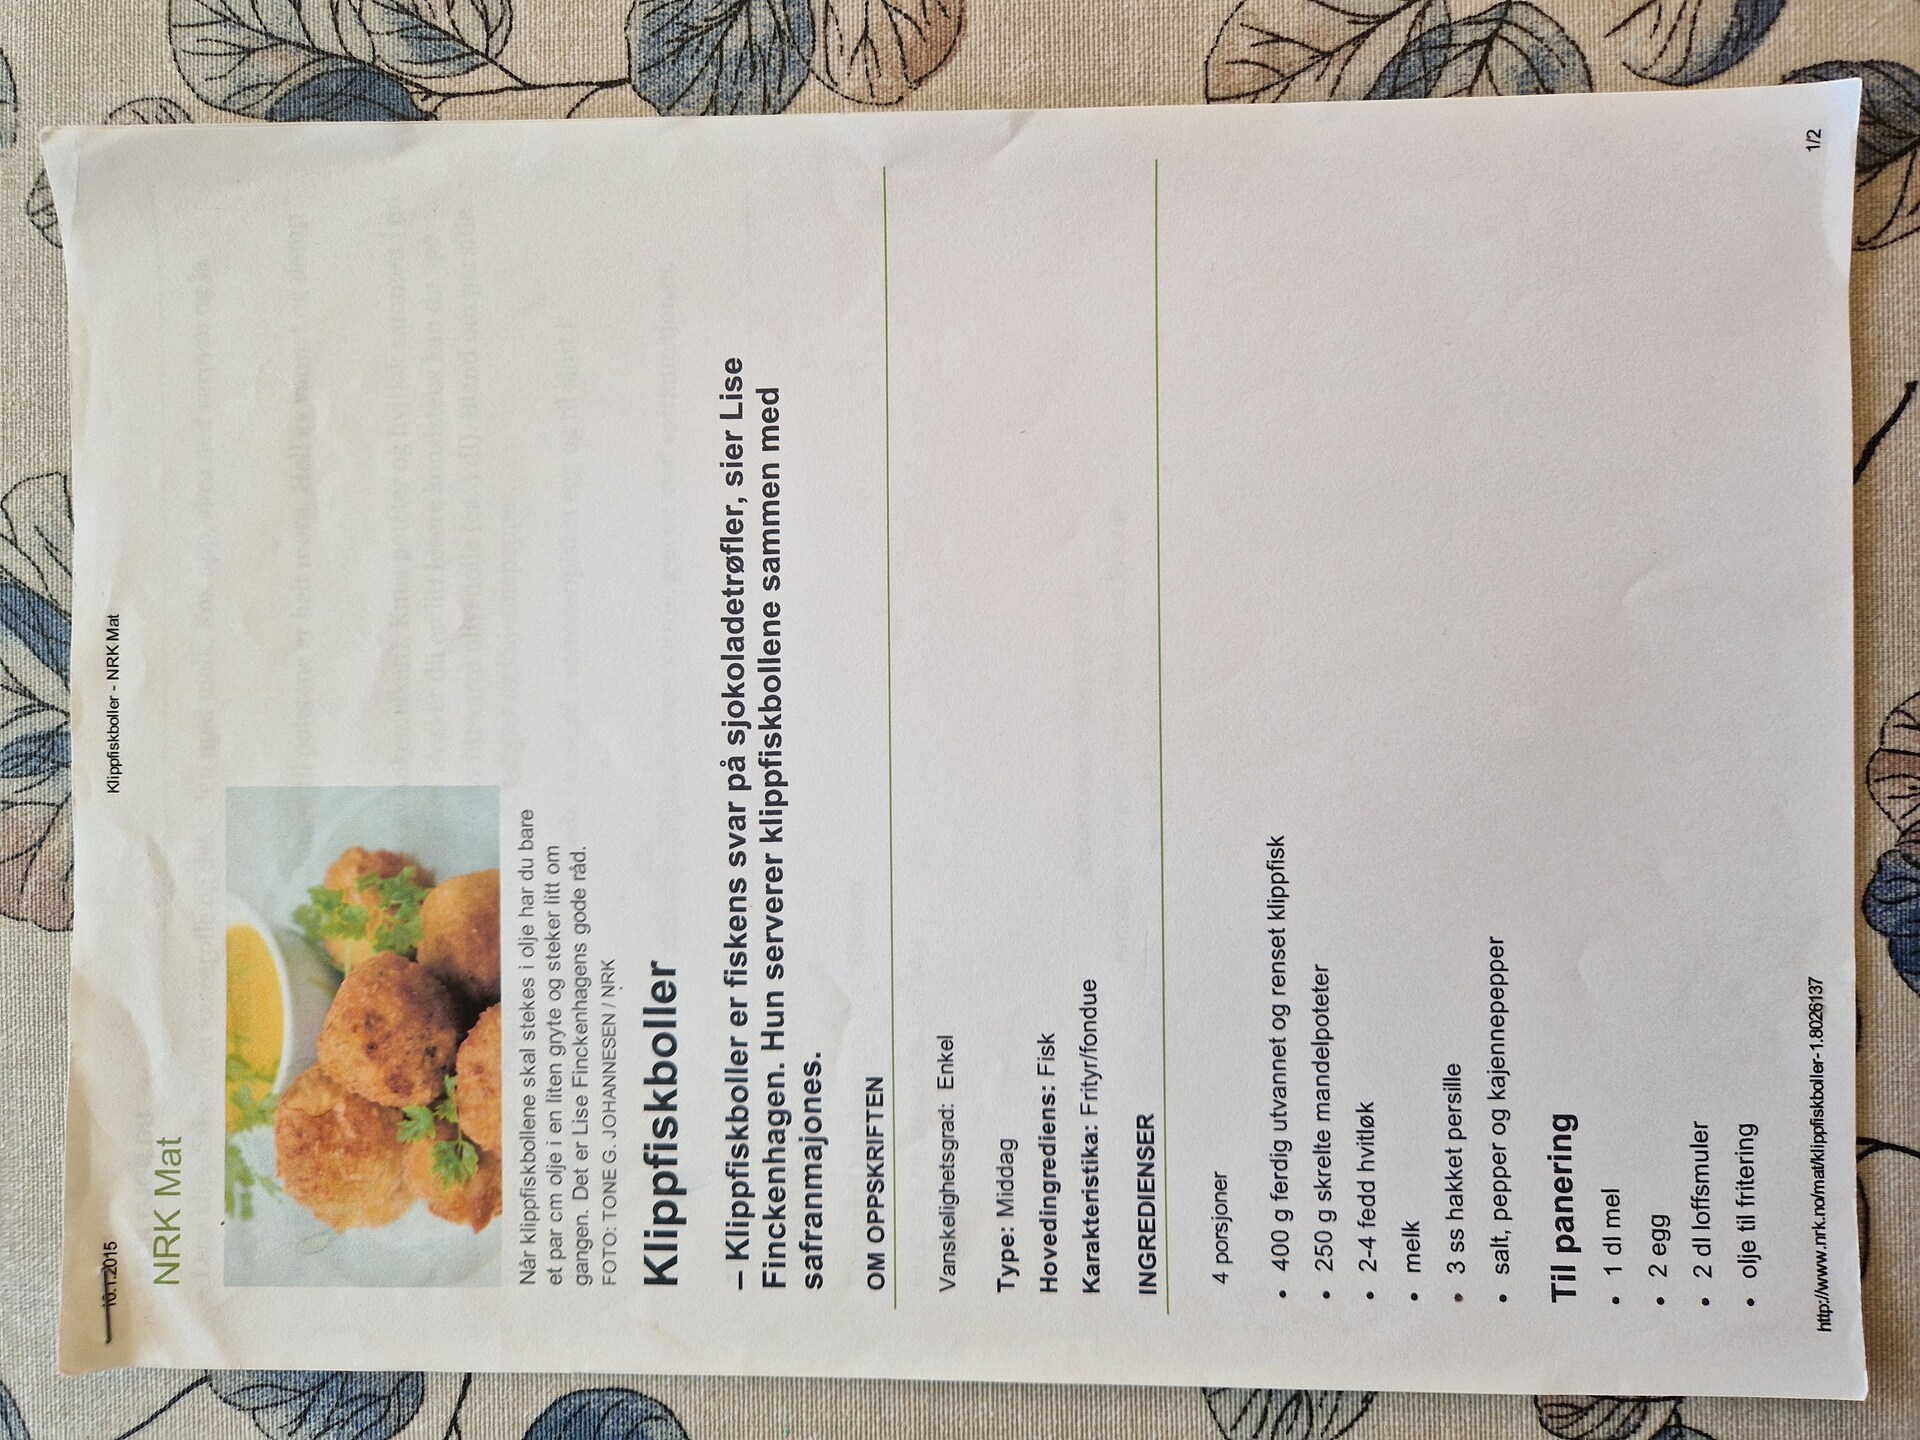 10.1.2015
Klippfiskboller - NRK Mat
NRK Mat
Når klippfiskbollene skal stekes i olje har du bare
et par cm olje i en liten gryte og steker litt om
gangen. Det er Lise Finckenhagens gode råd.
FOTO: TONE G. JOHANNESEN / NRK
Klippfiskboller
– Klippfiskboller er fiskens svar på sjokoladetrøfler, sier Lise
Finckenhagen. Hun serverer klippfiskbollene sammen med
safranmajones.
OM OPPSKRIFTEN
Vanskelighetsgrad: Enkel
Type: Middag
Hovedingrediens: Fisk
Karakteristika: Frityr/fondue
INGREDIENSER
4 porsjoner
• 400 g ferdig utvannet og renset klippfisk
• 250 g skrelte mandelpoteter
• 2-4 fedd hvitløk
• melk
• 3 ss hakket persille
• salt, pepper og kajennepepper
Til panering
• 1 dl mel
• 2 egg
• 2 dl loffsmuler
• olje til fritering
http://www.nrk.no/mat/klippfiskboller-1.8026137
1/2